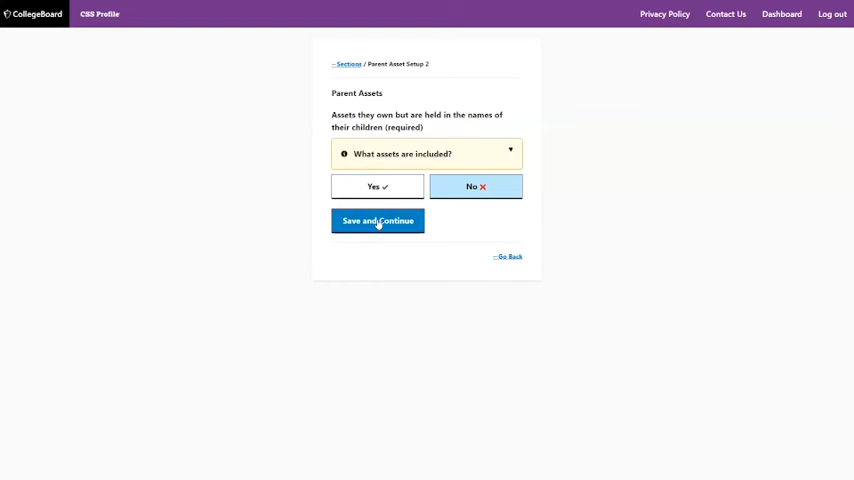 CollegeBoard CSS Profile Privacy Policy Contact Us Dashboard Log out
←Sections / Parent Asset Setup 2
Parent Assets
Assets they own but are held in the names of
their children (required)
What assets are included?
Yes ✓ No ❌
Save and Continue
←Go Back